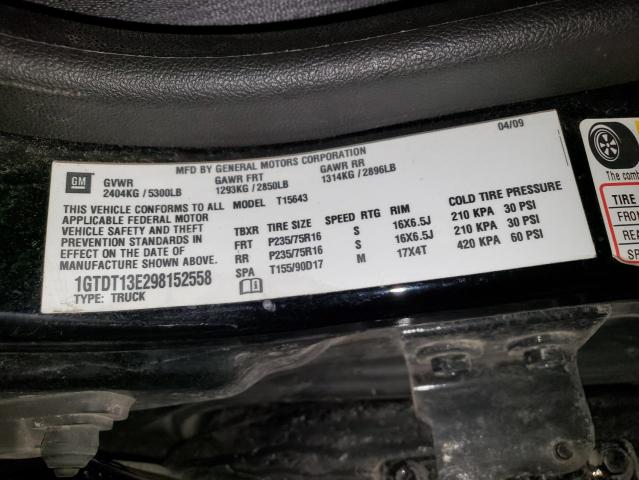 04/09
MFD BY GENERAL MOTORS CORPORATION
GM GVWR GAWR FRT GAWR RR
2404KG / 5300LB 1293KG / 2850LB 1314KG / 2896LB
THIS VEHICLE CONFORMS TO ALL MODEL T15643
APPLICABLE FEDERAL MOTOR
VEHICLE SAFETY AND THEFT
PREVENTION STANDARDS IN
EFFECT ON THE DATE OF
MANUFACTURE SHOWN ABOVE.
TBXR TIRE SIZE SPEED RTG RIM COLD TIRE PRESSURE
FRT P235/75R16 S 16X6.5J 210 KPA 30 PSI
RR P235/75R16 S 16X6.5J 210 KPA 30 PSI
SPA T155/90D17 M 17X4T 420 KPA 60 PSI
1GTDT13E298152558
TYPE: TRUCK
The comb
TIRE
FRO
REA
SP